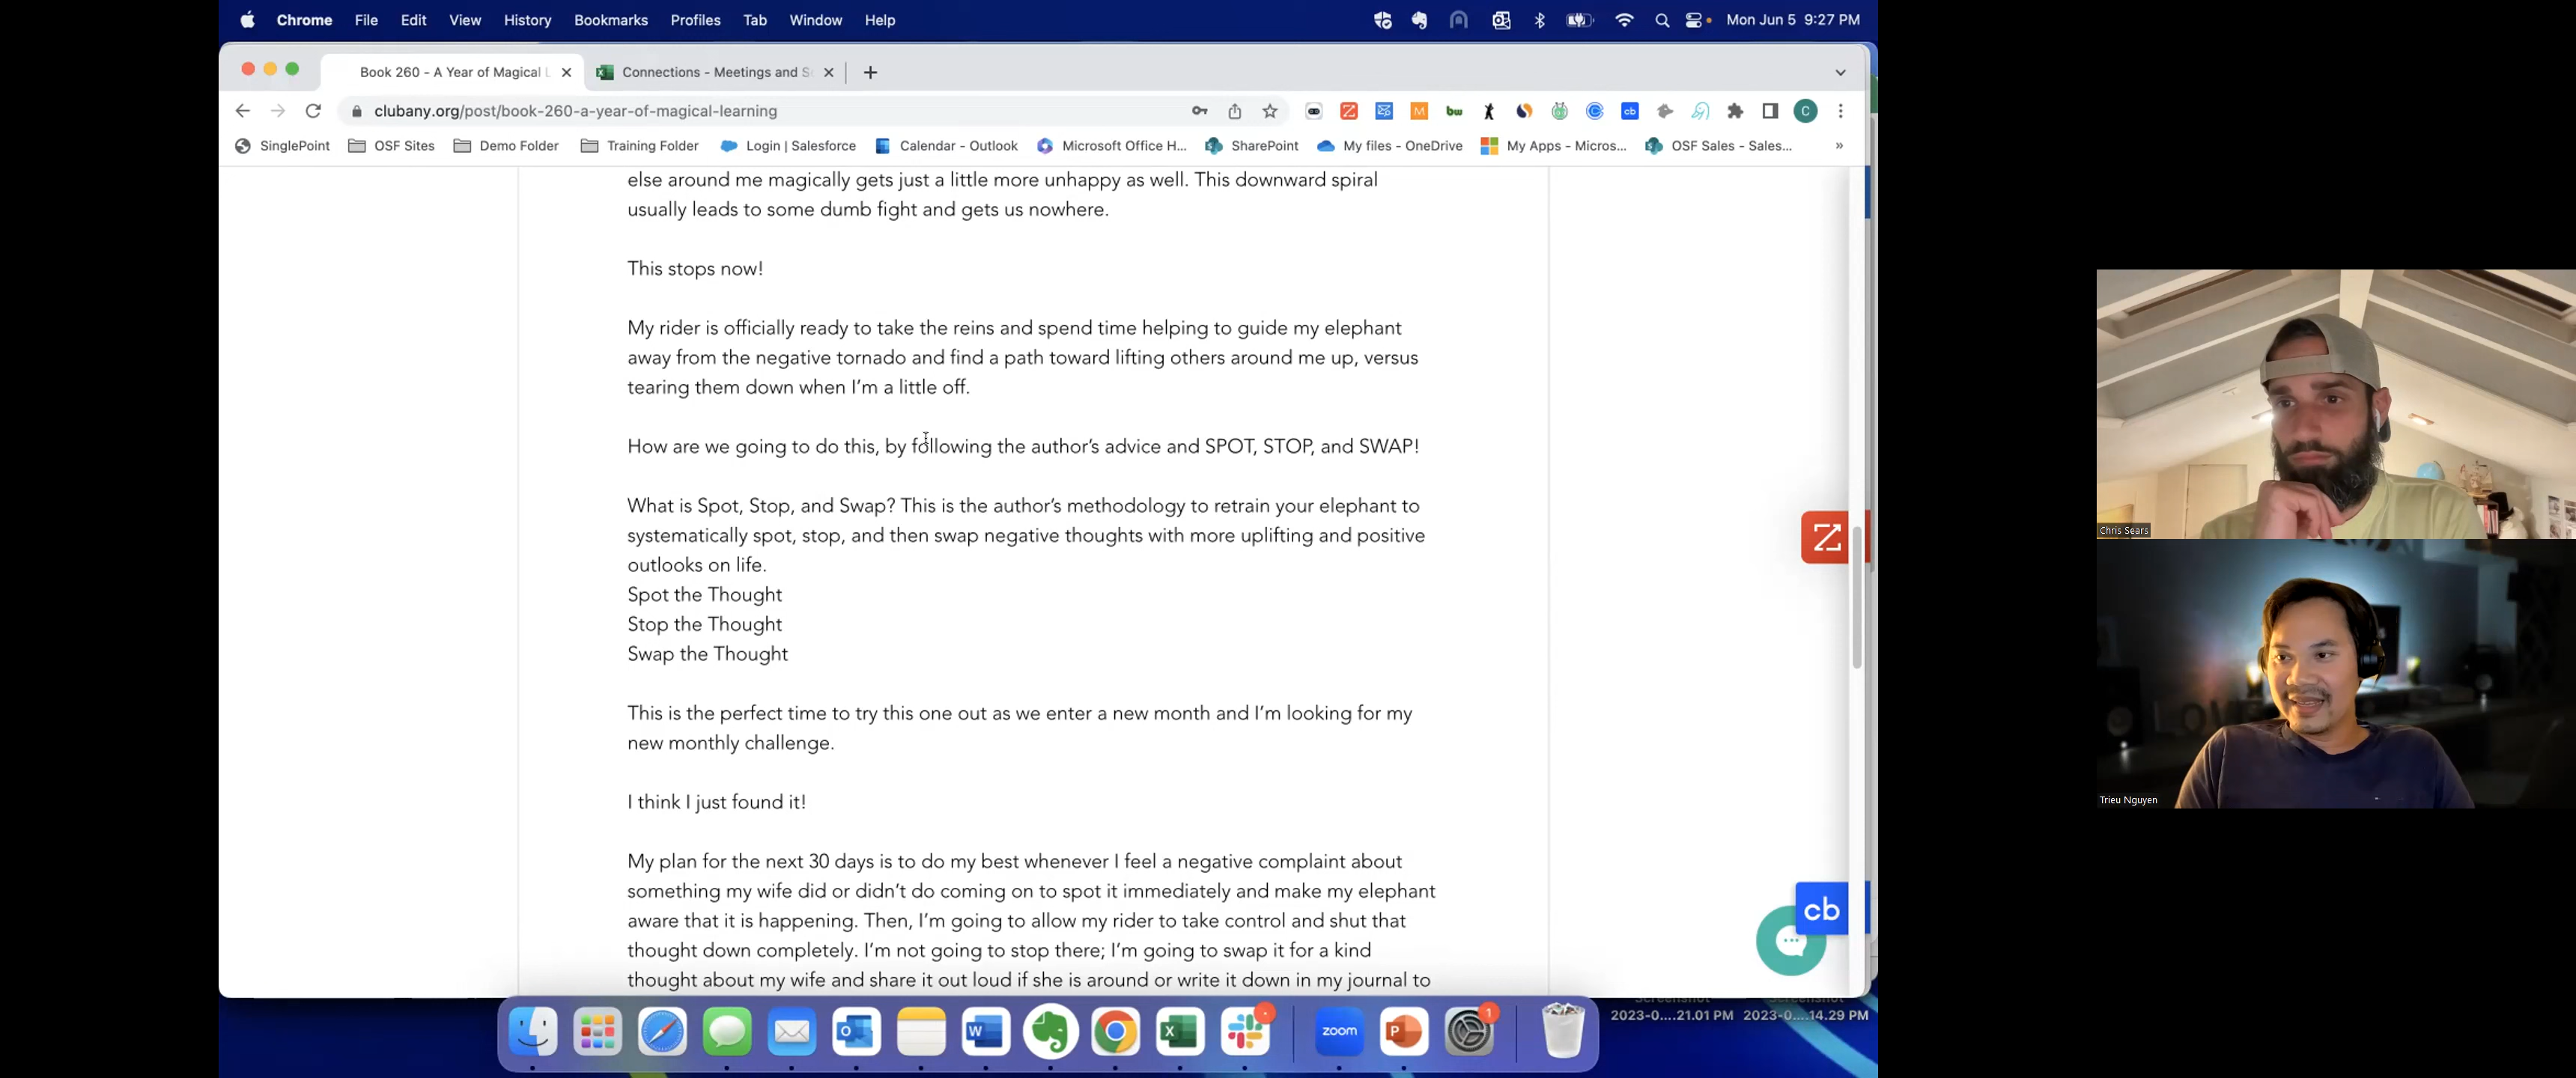 Chrome File Edit View History Bookmarks Profiles Tab Window Help Mon Jun 5 9:27 PM
Book 260 - A Year of Magical L Connections - Meetings and S
clubany.org/post/book-260-a-year-of-magical-learning
M bw cb C
SinglePoint OSF Sites Demo Folder Training Folder Login | Salesforce Calendar - Outlook Microsoft Office H... SharePoint My files - OneDrive My Apps - Micros... OSF Sales - Sales... »
else around me magically gets just a little more unhappy as well. This downward spiral
usually leads to some dumb fight and gets us nowhere.
This stops now!
My rider is officially ready to take the reins and spend time helping to guide my elephant
away from the negative tornado and find a path toward lifting others around me up, versus
tearing them down when I'm a little off.
How are we going to do this, by following the author's advice and SPOT, STOP, and SWAP!
What is Spot, Stop, and Swap? This is the author's methodology to retrain your elephant to
systematically spot, stop, and then swap negative thoughts with more uplifting and positive
outlooks on life.
Spot the Thought
Stop the Thought
Swap the Thought
This is the perfect time to try this one out as we enter a new month and I'm looking for my
new monthly challenge.
I think I just found it!
My plan for the next 30 days is to do my best whenever I feel a negative complaint about
something my wife did or didn't do coming on to spot it immediately and make my elephant
aware that it is happening. Then, I'm going to allow my rider to take control and shut that
thought down completely. I'm not going to stop there; I'm going to swap it for a kind
thought about my wife and share it out loud if she is around or write it down in my journal to
cb
Screenshot Screenshot
2023-0....21.01 PM 2023-0....14.29 PM
zoom
1
Chris Sears
LOVE
Trieu Nguyen